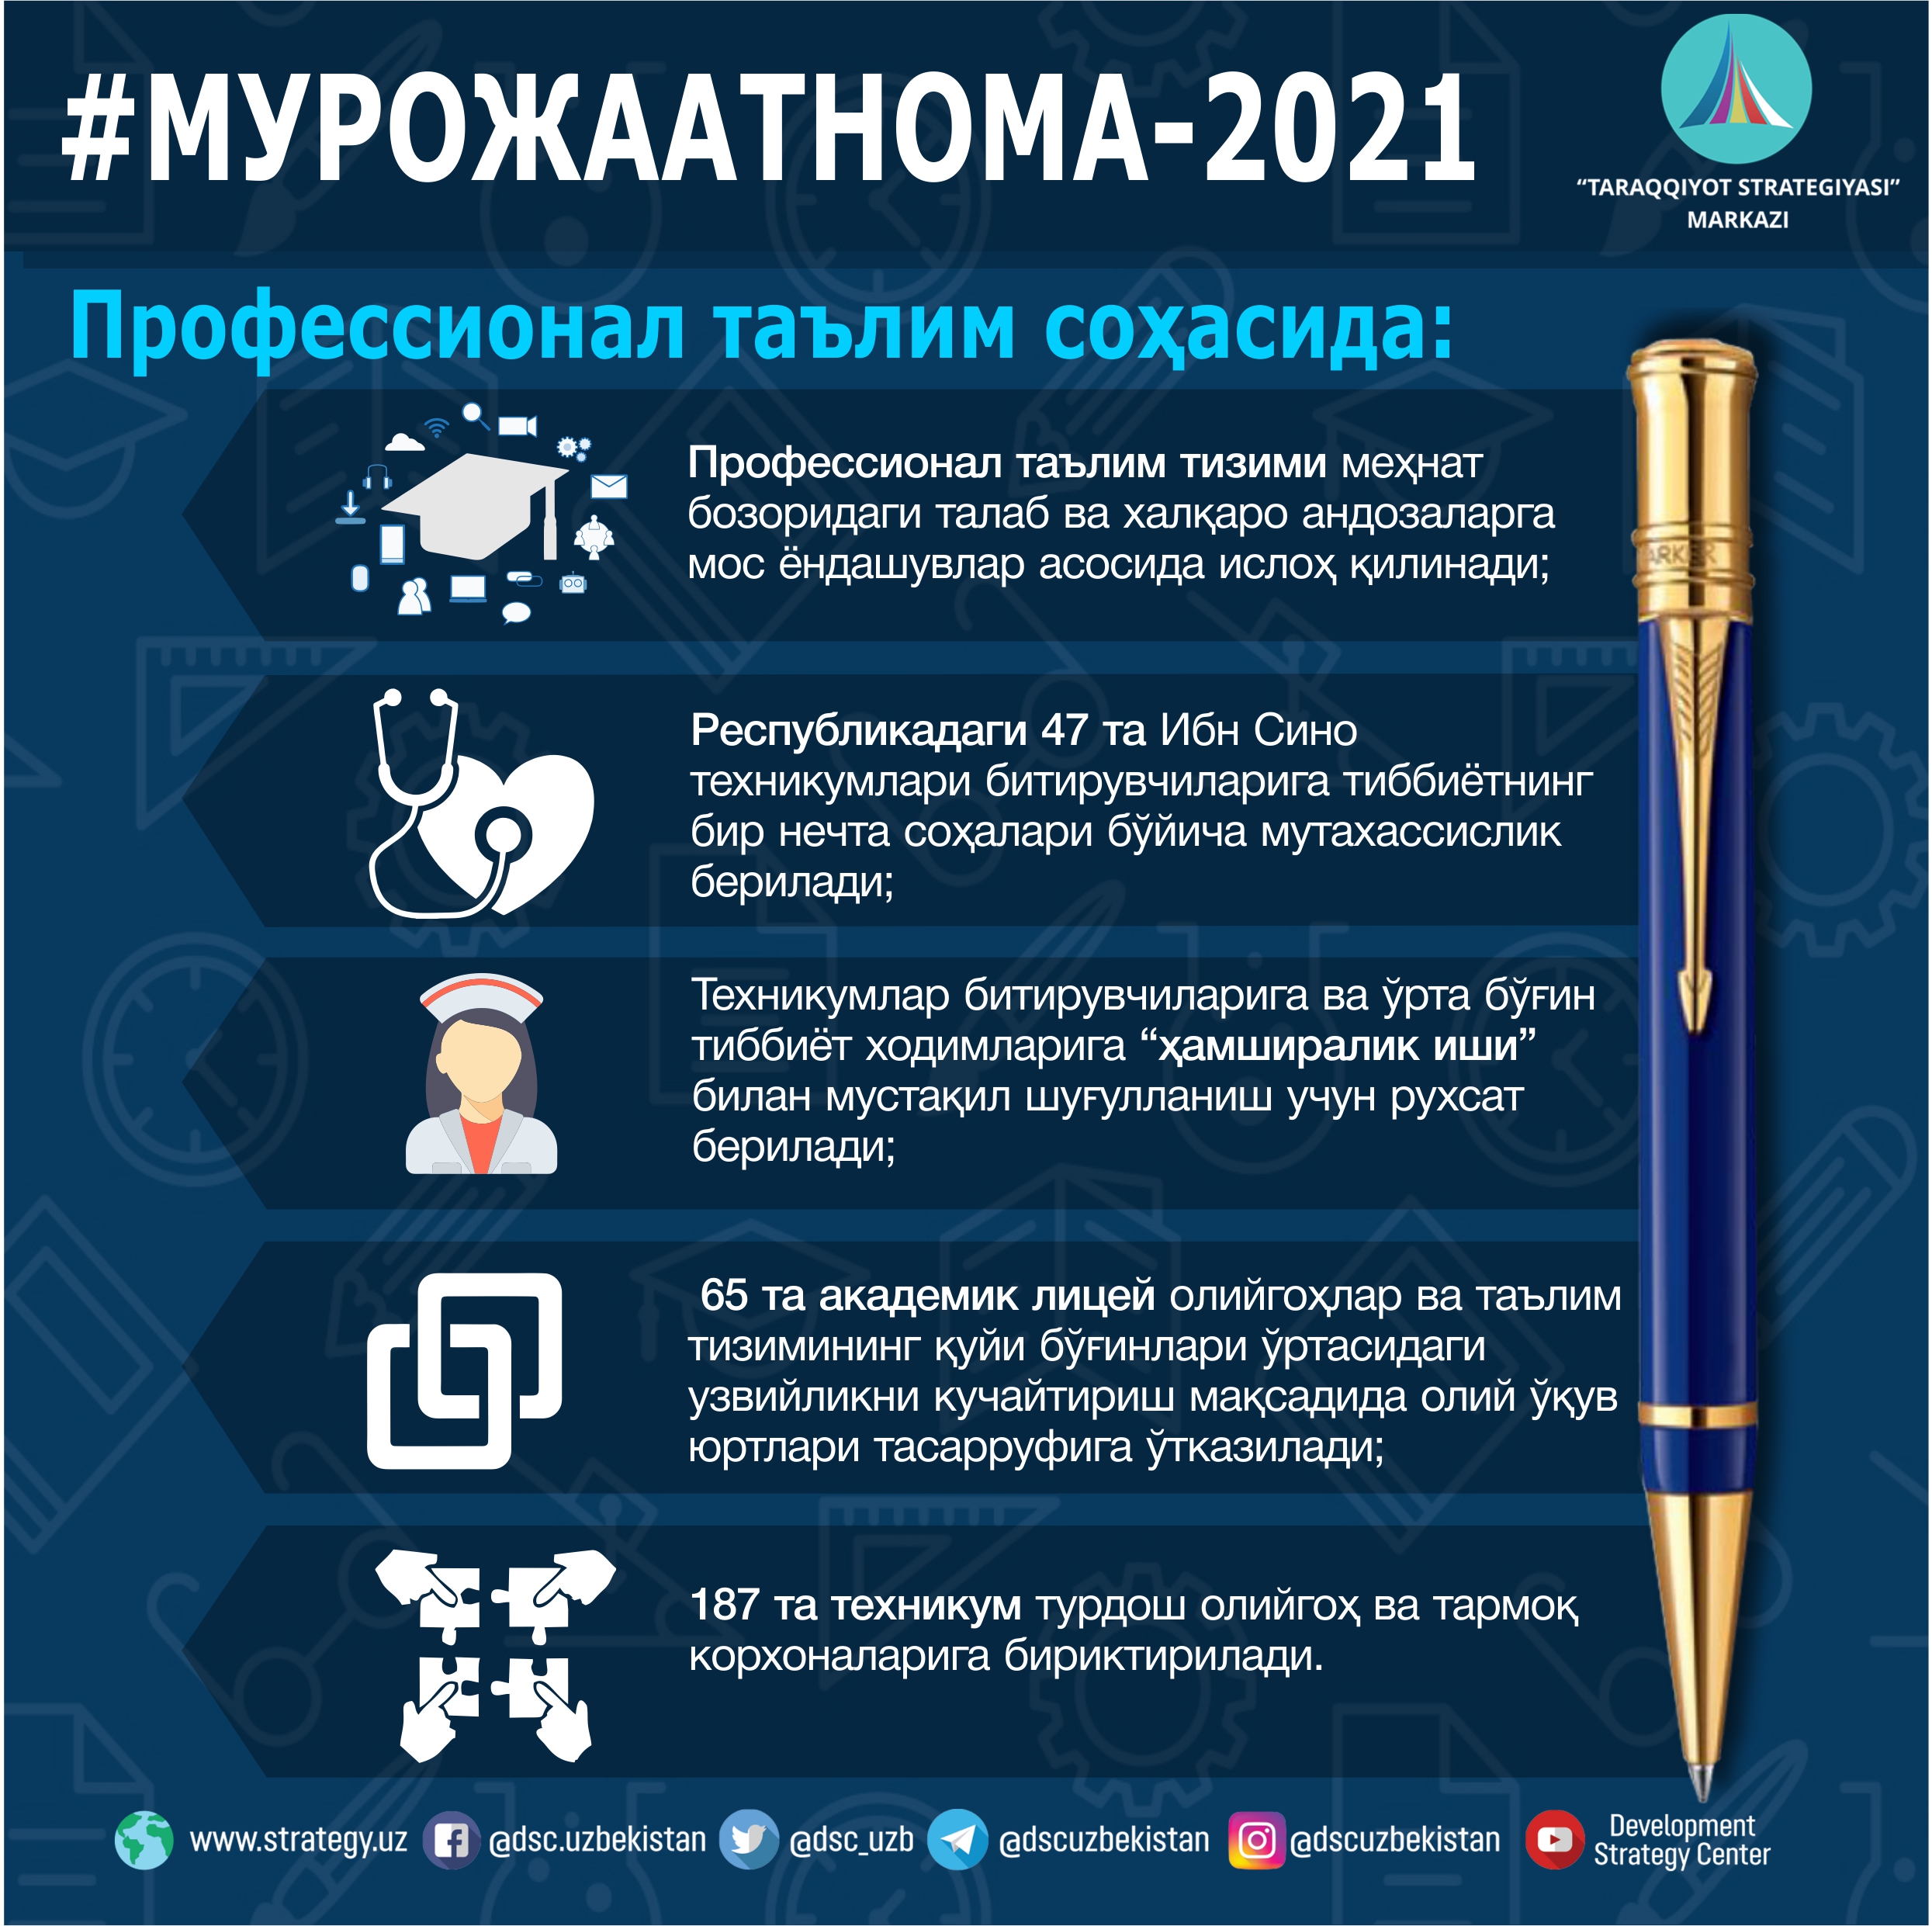 #МУРОЖААТНОМА-2021
“TARAQQIYOT STRATEGIYASI”
MARKAZI
Профессионал таълим соҳасида:
Профессионал таълим тизими меҳнат
бозоридаги талаб ва халқаро андозаларга
мос ёндашувлар асосида ислоҳ қилинади;
Республикадаги 47 та Ибн Сино
техникумлари битирувчиларига тиббиётнинг
бир нечта соҳалари бўйича мутахассислик
берилади;
Техникумлар битирувчиларига ва ўрта бўғин
тиббиёт ходимларига “ҳамширалик иши”
билан мустақил шуғулланиш учун рухсат
берилади;
65 та академик лицей олийгоҳлар ва таълим
тизимининг қуйи бўғинлари ўртасидаги
узвийликни кучайтириш мақсадида олий ўқув
юртлари тасарруфига ўтказилади;
187 та техникум турдош олийгоҳ ва тармоқ
корхоналарига бириктирилади.
ARKER
www.strategy.uz @dsc.uzbekistan @dsc_uzb @dscuzbekistan @dscuzbekistan Development
Strategy Center